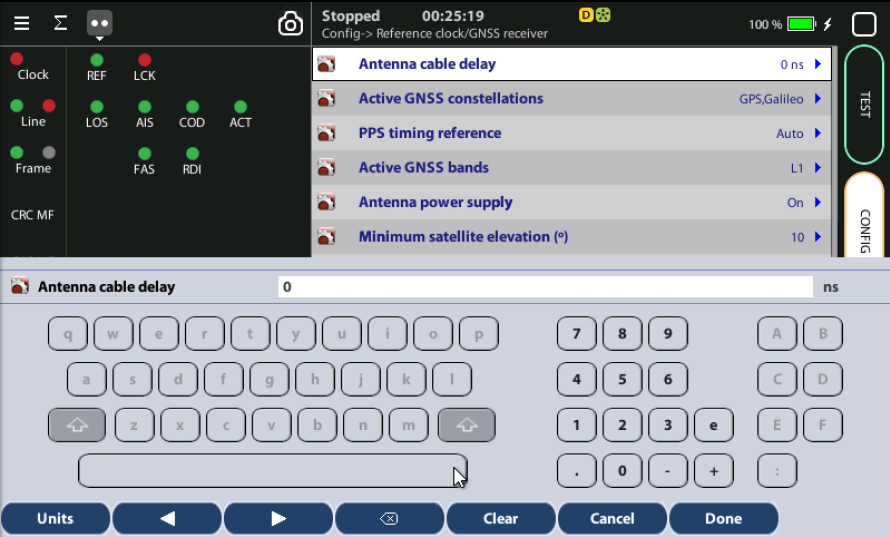 Σ
Stopped 00:25:19
Config-> Reference clock/GNSS receiver
D
100 %
Clock REF LCK
Line LOS AIS COD ACT
Frame FAS RDI
CRC MF
Antenna cable delay 0 ns
Active GNSS constellations GPS,Galileo
PPS timing reference Auto
Active GNSS bands L1
Antenna power supply On
Minimum satellite elevation (º) 10
TEST
CONFIG
Antenna cable delay 0 ns
q w e r t y u i o p 7 8 9 A B
a s d f g h j k l 4 5 6 C D
z x c v b n m 1 2 3 e E F
. 0 - + :
Units Clear Cancel Done